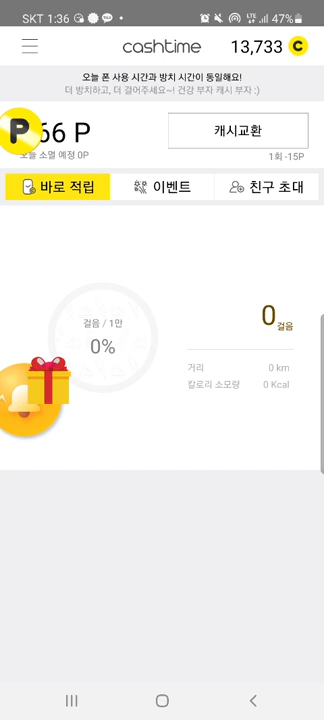 SKT 1:36
LTE 47%
cashtime 13,733 C
오늘 폰 사용 시간과 방치 시간이 동일해요!
더 방치하고, 더 걸어주세요~! 건강 부자 캐시 부자 :)
P 66 P
캐시교환
오늘 소멸 예정 0P
1회 -15P
바로 적립 이벤트 친구 초대
걸음 / 1만
0%
0 걸음
거리 0 km
칼로리 소모량 0 Kcal